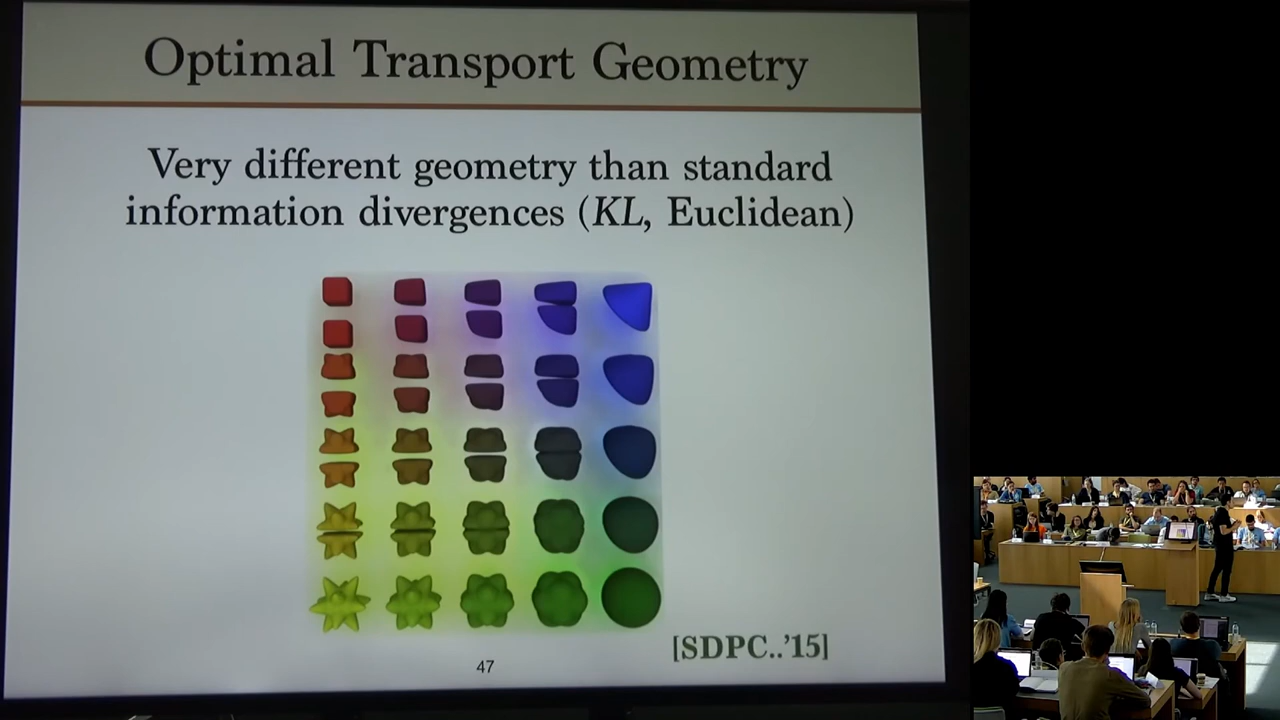 Optimal Transport Geometry
Very different geometry than standard
information divergences (KL, Euclidean)
[SDPC..'15]
47